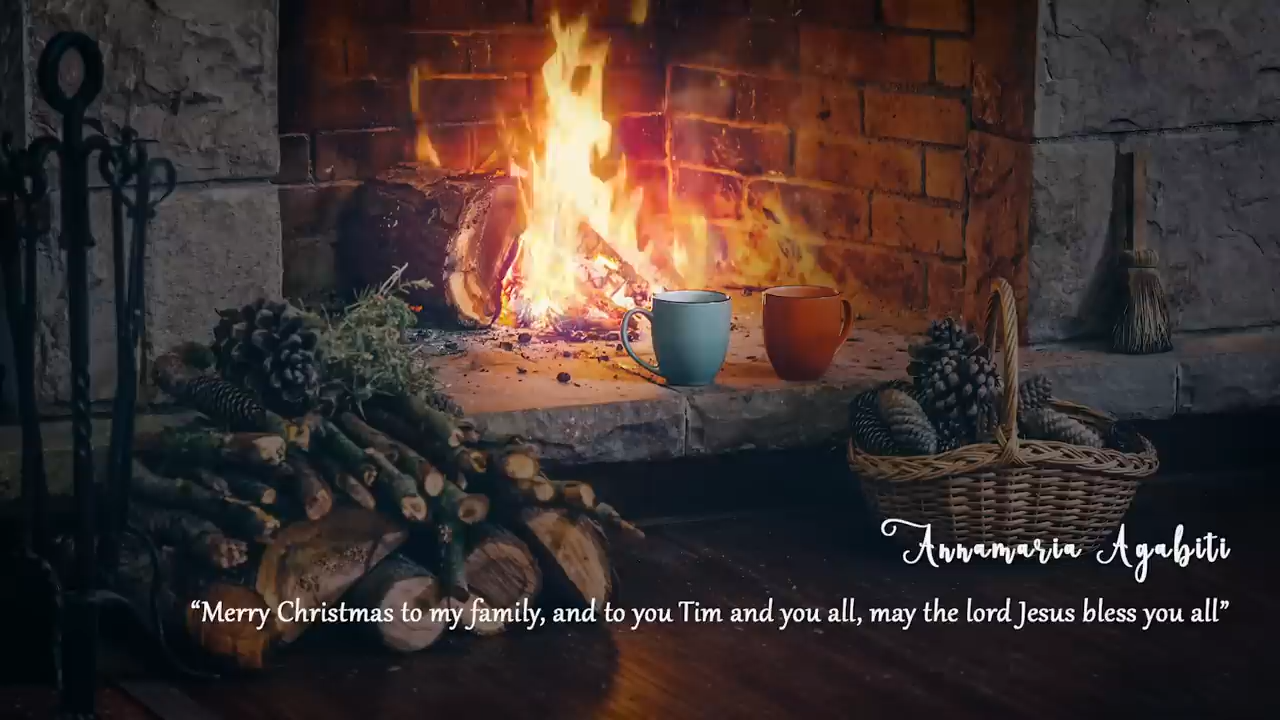 Annamaria Agabiti
“Merry Christmas to my family, and to you Tim and you all, may the lord Jesus bless you all”